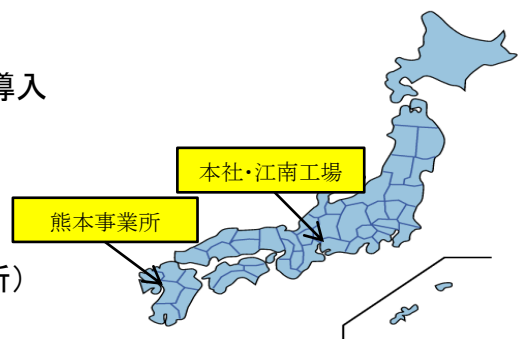 導入
本社・江南工場
熊本事業所
所）